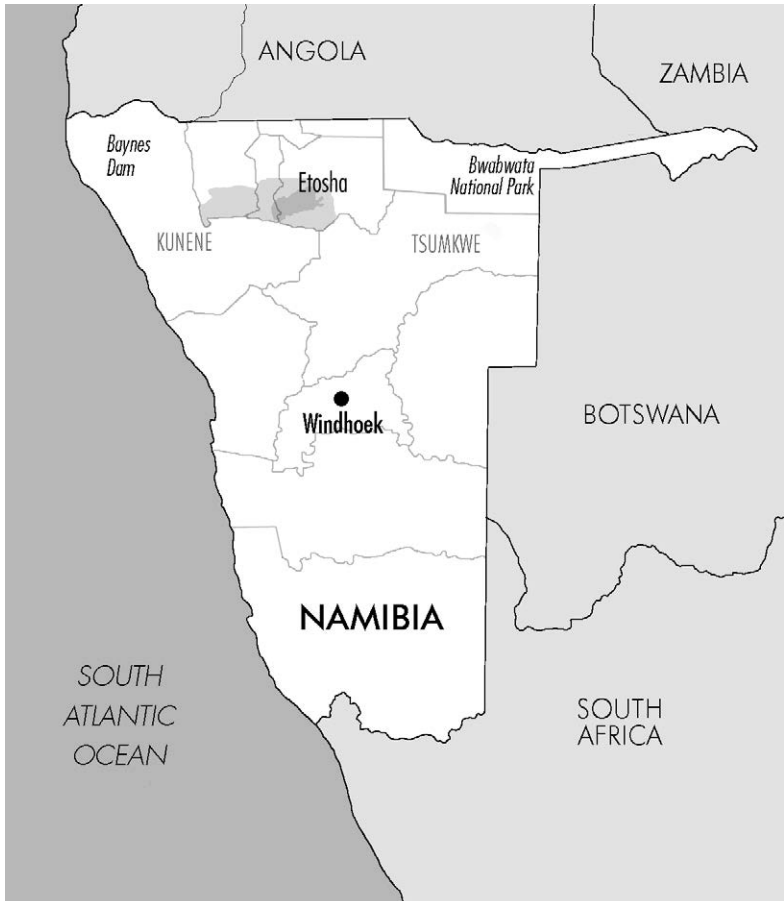 ANGOLA
ZAMBIA
Baynes
Dam
Bwabwata
National Park
Etosha
KUNENE
TSUMKWE
Windhoek
BOTSWANA
NAMIBIA
SOUTH
ATLANTIC
OCEAN
SOUTH
AFRICA